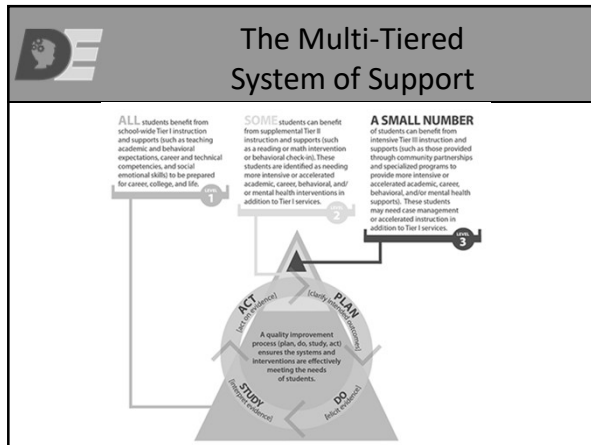 DE
The Multi-Tiered
System of Support
ALL students benefit from
school-wide Tier I instruction
and supports (such as teaching
academic and behavioral
expectations, career and technical
competencies, and social
emotional skills) to be prepared
for career, college, and life.
LEVEL
1
SOME students can benefit
from supplemental Tier II
instruction and supports (such
as a reading or math intervention
or behavioral check-in). These
students are identified as needing
more intensive or accelerated
academic, career, behavioral, and/
or mental health interventions in
addition to Tier I services.
LEVEL
2
A SMALL NUMBER
of students can benefit from
intensive Tier III instruction and
supports (such as those provided
through community partnerships
and specialized programs to
provide more intensive or
accelerated academic, career,
behavioral, and/or mental health
supports). These students
may need case management
or accelerated instruction in
addition to Tier I services.
LEVEL
3
ACT
[act on evidence]
PLAN
[clarify intended outcomes]
A quality improvement
process (plan, do, study, act)
ensures the systems and
interventions are effectively
meeting the needs
of students.
STUDY
[interpret evidence]
DO
[elicit evidence]